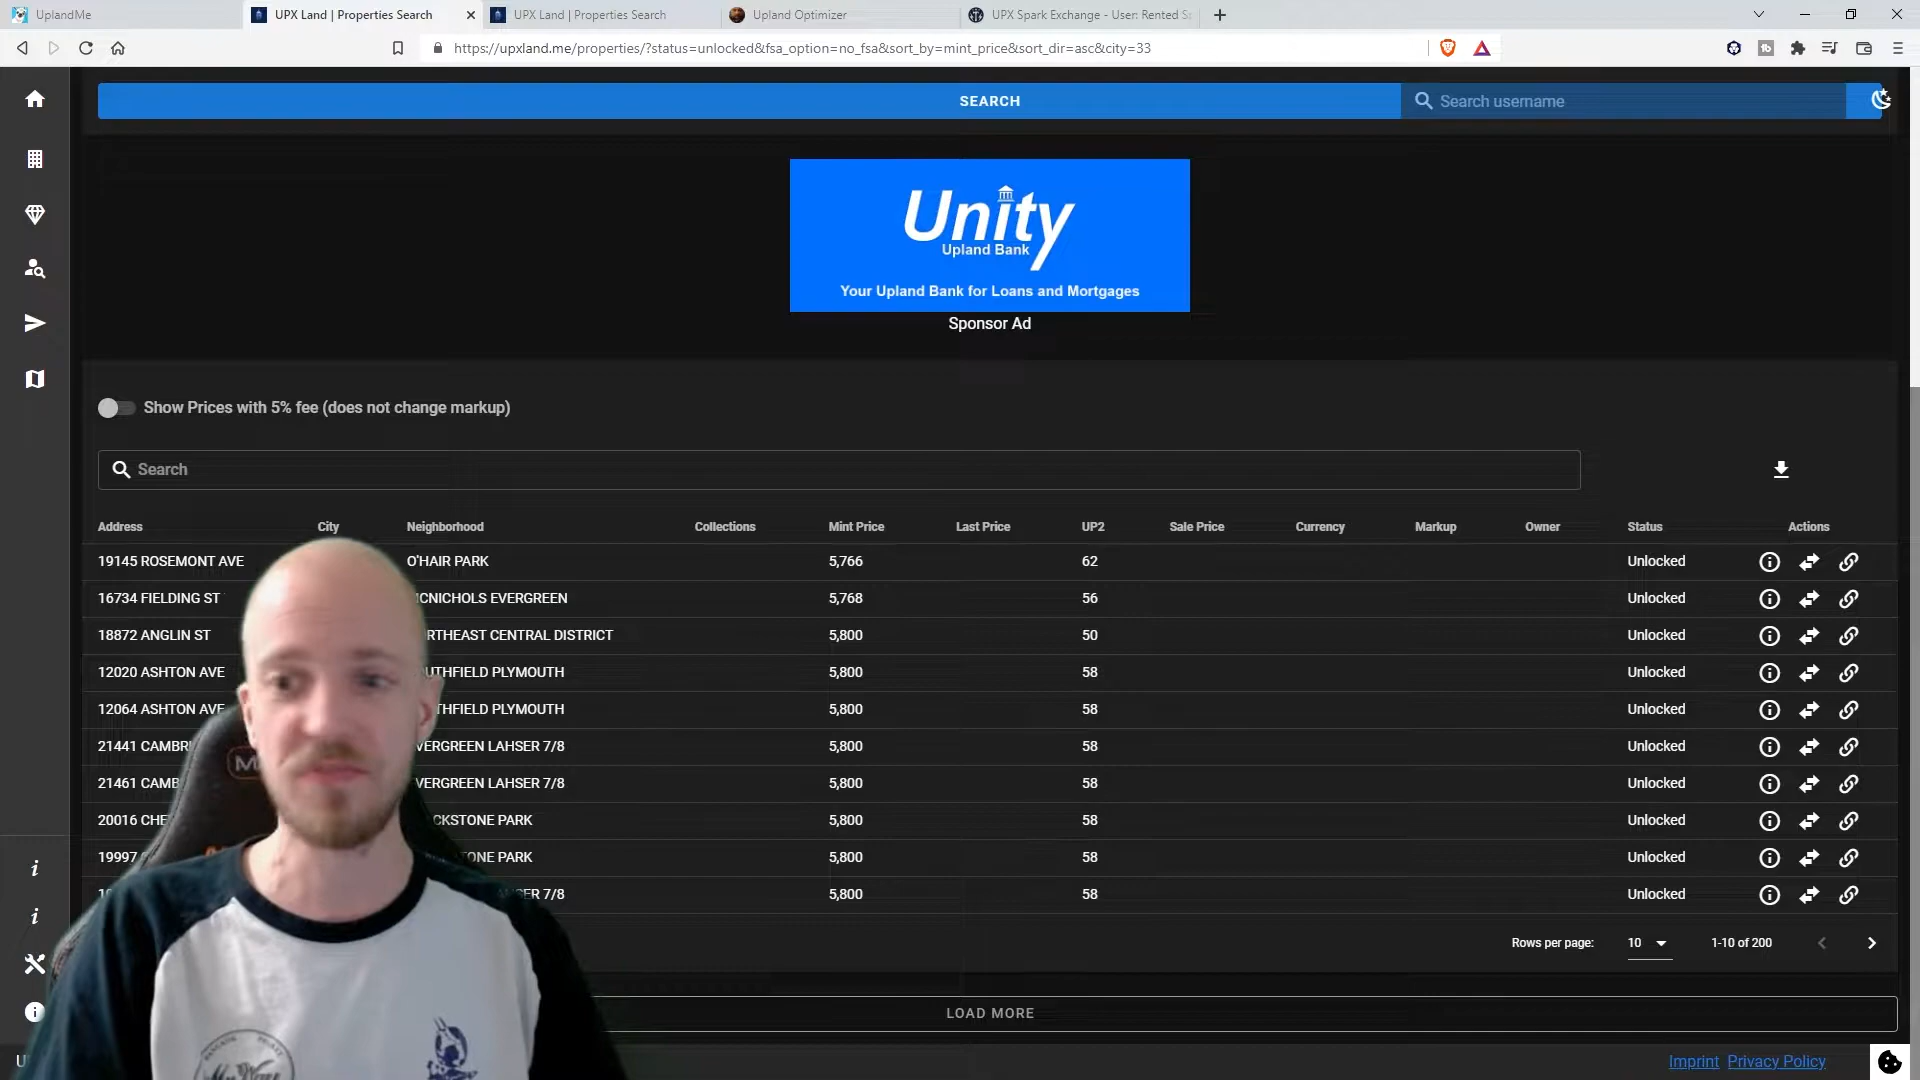 UplandMe
UPX Land | Properties Search
UPX Land | Properties Search
Upland Optimizer
UPX Spark Exchange - User: Rented S
https://upxland.me/properties/?status=unlocked&fsa_option=no_fsa&sort_by=mint_price&sort_dir=asc&city=33
SEARCH
Search username
Unity
Upland Bank
Your Upland Bank for Loans and Mortgages
Sponsor Ad
Show Prices with 5% fee (does not change markup)
Search
Address City Neighborhood Collections Mint Price Last Price UP2 Sale Price Currency Markup Owner Status Actions
19145 ROSEMONT AVE O'HAIR PARK 5,766 62 Unlocked
16734 FIELDING ST MCNICHOLS EVERGREEN 5,768 56 Unlocked
18872 ANGLIN ST RTHEAST CENTRAL DISTRICT 5,800 50 Unlocked
12020 ASHTON AVE UTHFIELD PLYMOUTH 5,800 58 Unlocked
12064 ASHTON AVE THFIELD PLYMOUTH 5,800 58 Unlocked
21441 CAMBR VERGREEN LAHSER 7/8 5,800 58 Unlocked
21461 CAMB VERGREEN LAHSER 7/8 5,800 58 Unlocked
20016 CHE CKSTONE PARK 5,800 58 Unlocked
19997 TONE PARK 5,800 58 Unlocked
HSER 7/8 5,800 58 Unlocked
Rows per page: 10 1-10 of 200
LOAD MORE
Imprint Privacy Policy